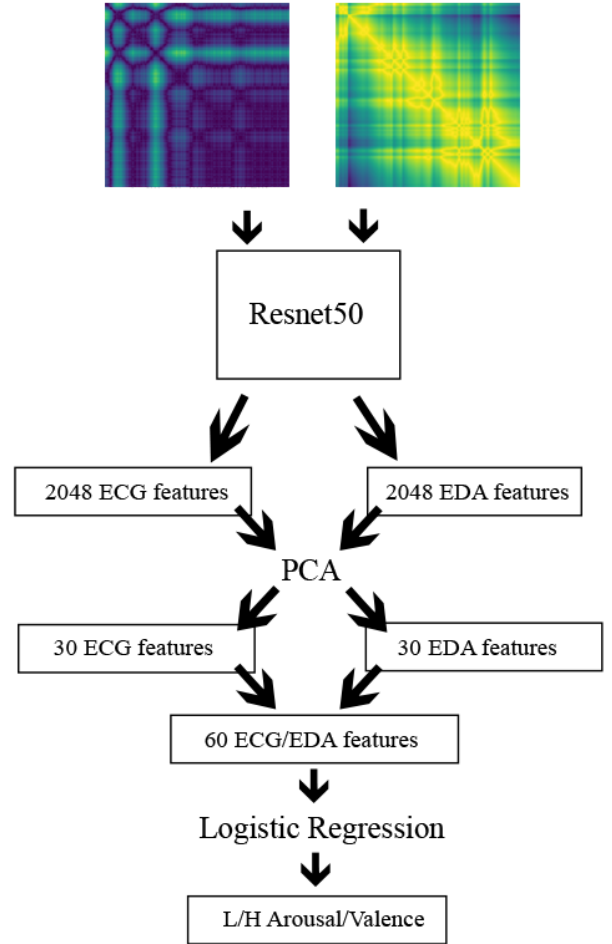 Resnet50
2048 ECG features
2048 EDA features
PCA
30 ECG features
30 EDA features
60 ECG/EDA features
Logistic Regression
L/H Arousal/Valence